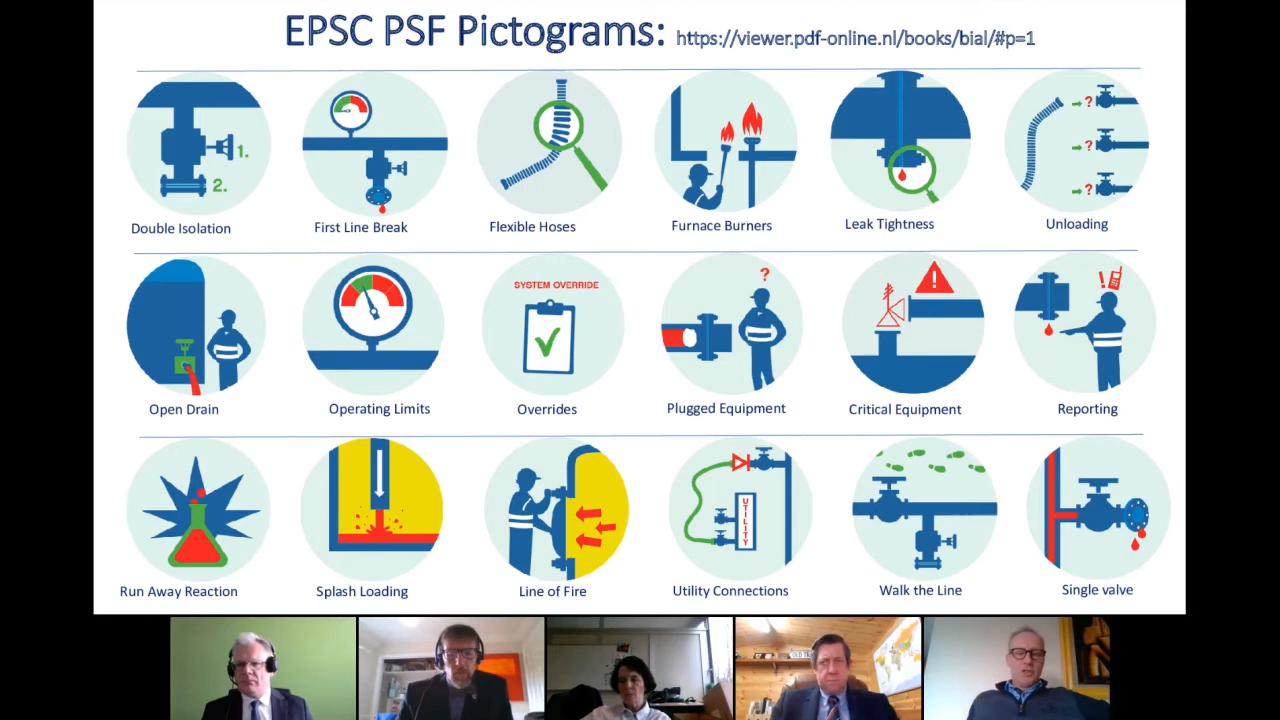 EPSC PSF Pictograms: https://viewer.pdf-online.nl/books/bial/#p=1
1.
2.
? 
?
?
Double Isolation
First Line Break
Flexible Hoses
Furnace Burners
Leak Tightness
Unloading
SYSTEM OVERRIDE
?
!
!
Open Drain
Operating Limits
Overrides
Plugged Equipment
Critical Equipment
Reporting
UTILITY
Run Away Reaction
Splash Loading
Line of Fire
Utility Connections
Walk the Line
Single valve